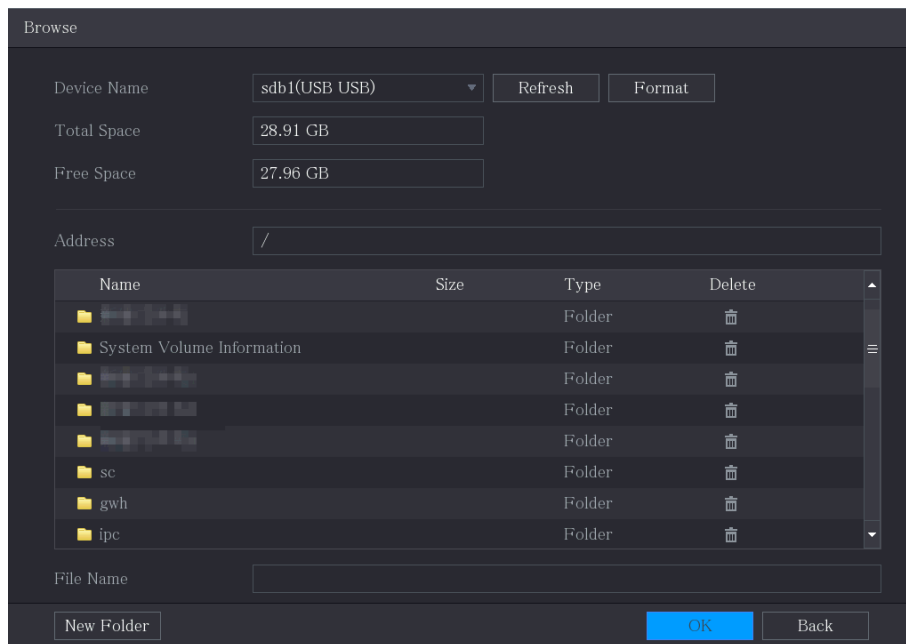 Browse
Device Name sdb1(USB USB) Refresh Format
Total Space 28.91 GB
Free Space 27.96 GB
Address /
Name Size Type Delete
Folder
System Volume Information Folder
Folder
Folder
Folder
sc Folder
gwh Folder
ipc Folder
File Name
New Folder OK Back